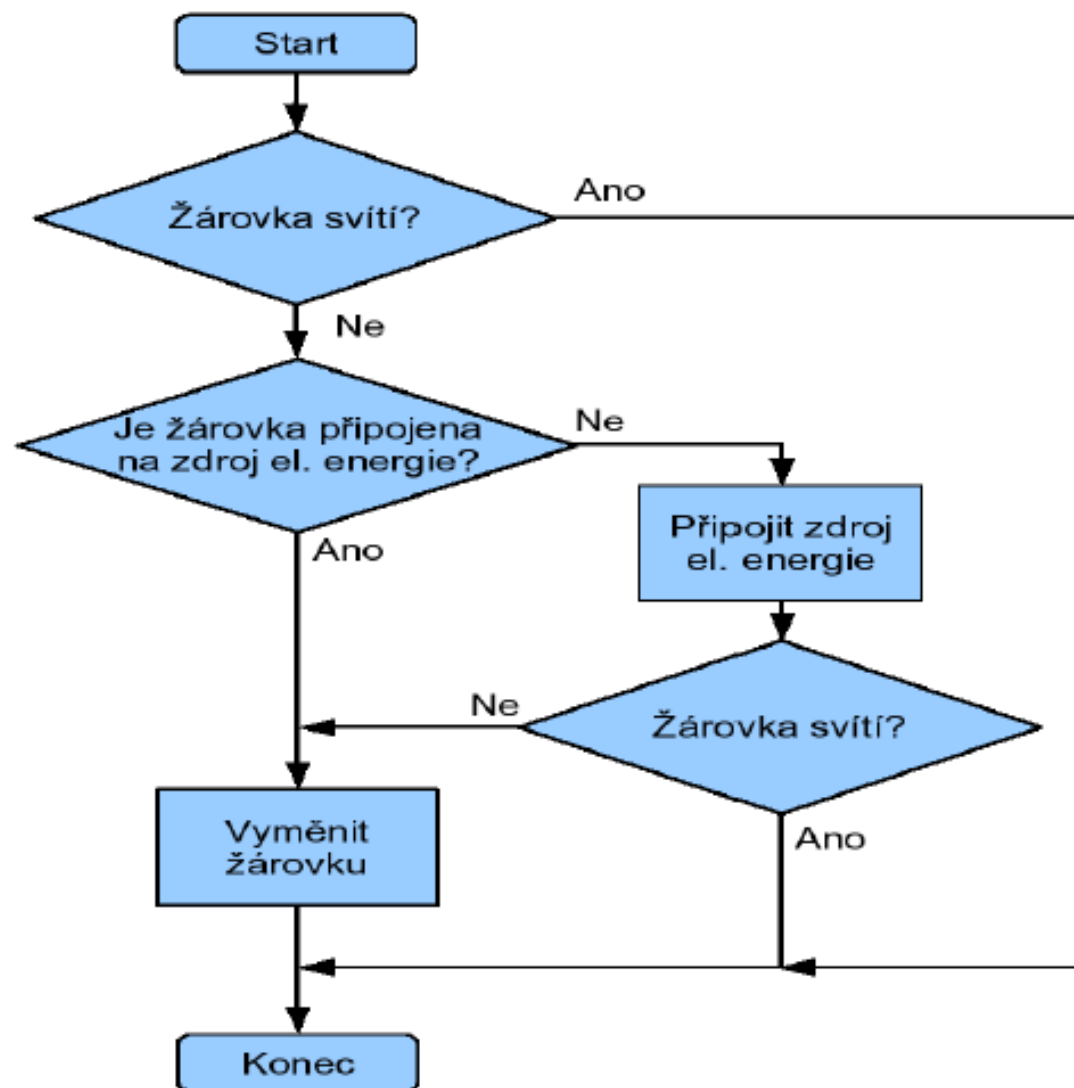 Start
Žárovka svítí?
Ano
Ne
Je žárovka připojena
na zdroj el. energie?
Ne
Připojit zdroj
el. energie
Ano
Ne
Žárovka svítí?
Vyměnit
žárovku
Ano
Konec